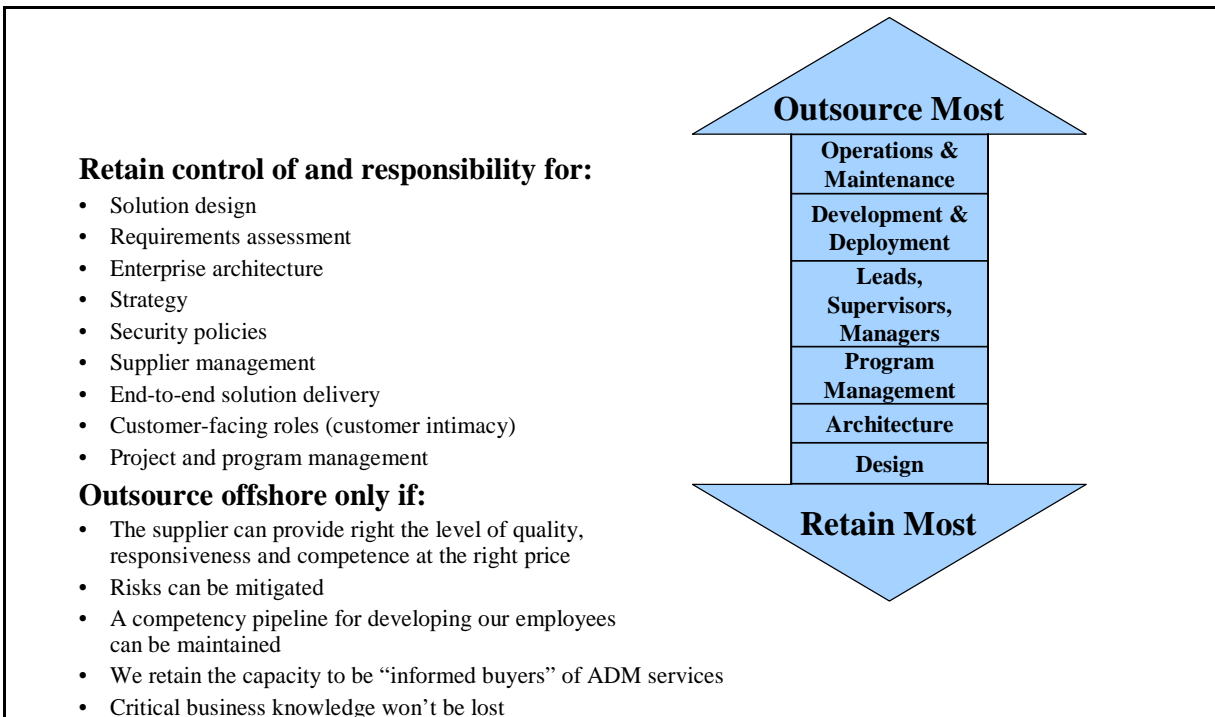 Retain control of and responsibility for:
• Solution design
• Requirements assessment
• Enterprise architecture
• Strategy
• Security policies
• Supplier management
• End-to-end solution delivery
• Customer-facing roles (customer intimacy)
• Project and program management
Outsource offshore only if:
• The supplier can provide right the level of quality,
responsiveness and competence at the right price
• Risks can be mitigated
• A competency pipeline for developing our employees
can be maintained
• We retain the capacity to be “informed buyers” of ADM services
• Critical business knowledge won’t be lost
Outsource Most
Operations &
Maintenance
Development &
Deployment
Leads,
Supervisors,
Managers
Program
Management
Architecture
Design
Retain Most